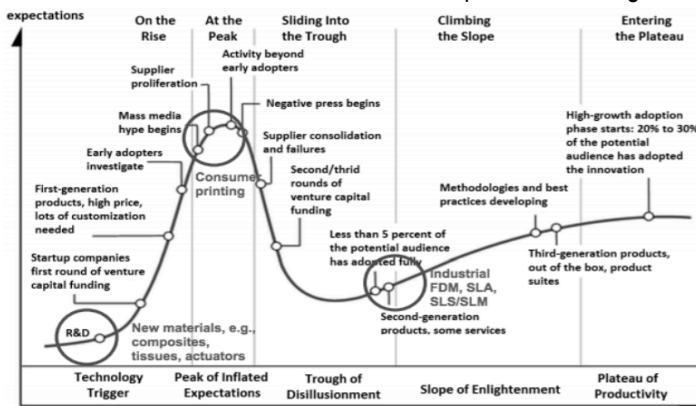 expectations
On the
Rise
At the
Peak
Sliding Into
the Trough
Climbing
the Slope
Entering
the Plateau
Activity beyond
early adopters
Supplier
proliferation
Negative press begins
Mass media
hype begins
Supplier consolidation
and failures
High-growth adoption
phase starts: 20% to 30%
of the potential
audience has adopted
the innovation
Early adopters
investigate
Consumer
printing
Second/thrid
rounds of
venture capital
funding
First-generation
products, high price,
lots of customization
needed
Methodologies and best
practices developing
Less than 5 percent of
the potential audience
has adopted fully
Startup companies
first round of venture
capital funding
Third-generation products,
out of the box, product
suites
Industrial
FDM, SLA,
SLS/SLM
Second-generation
products, some services
R&D
New materials, e.g.,
composites,
tissues, actuators
Technology
Trigger
Peak of Inflated
Expectations
Trough of
Disillusionment
Slope of Enlightenment
Plateau of
Productivity